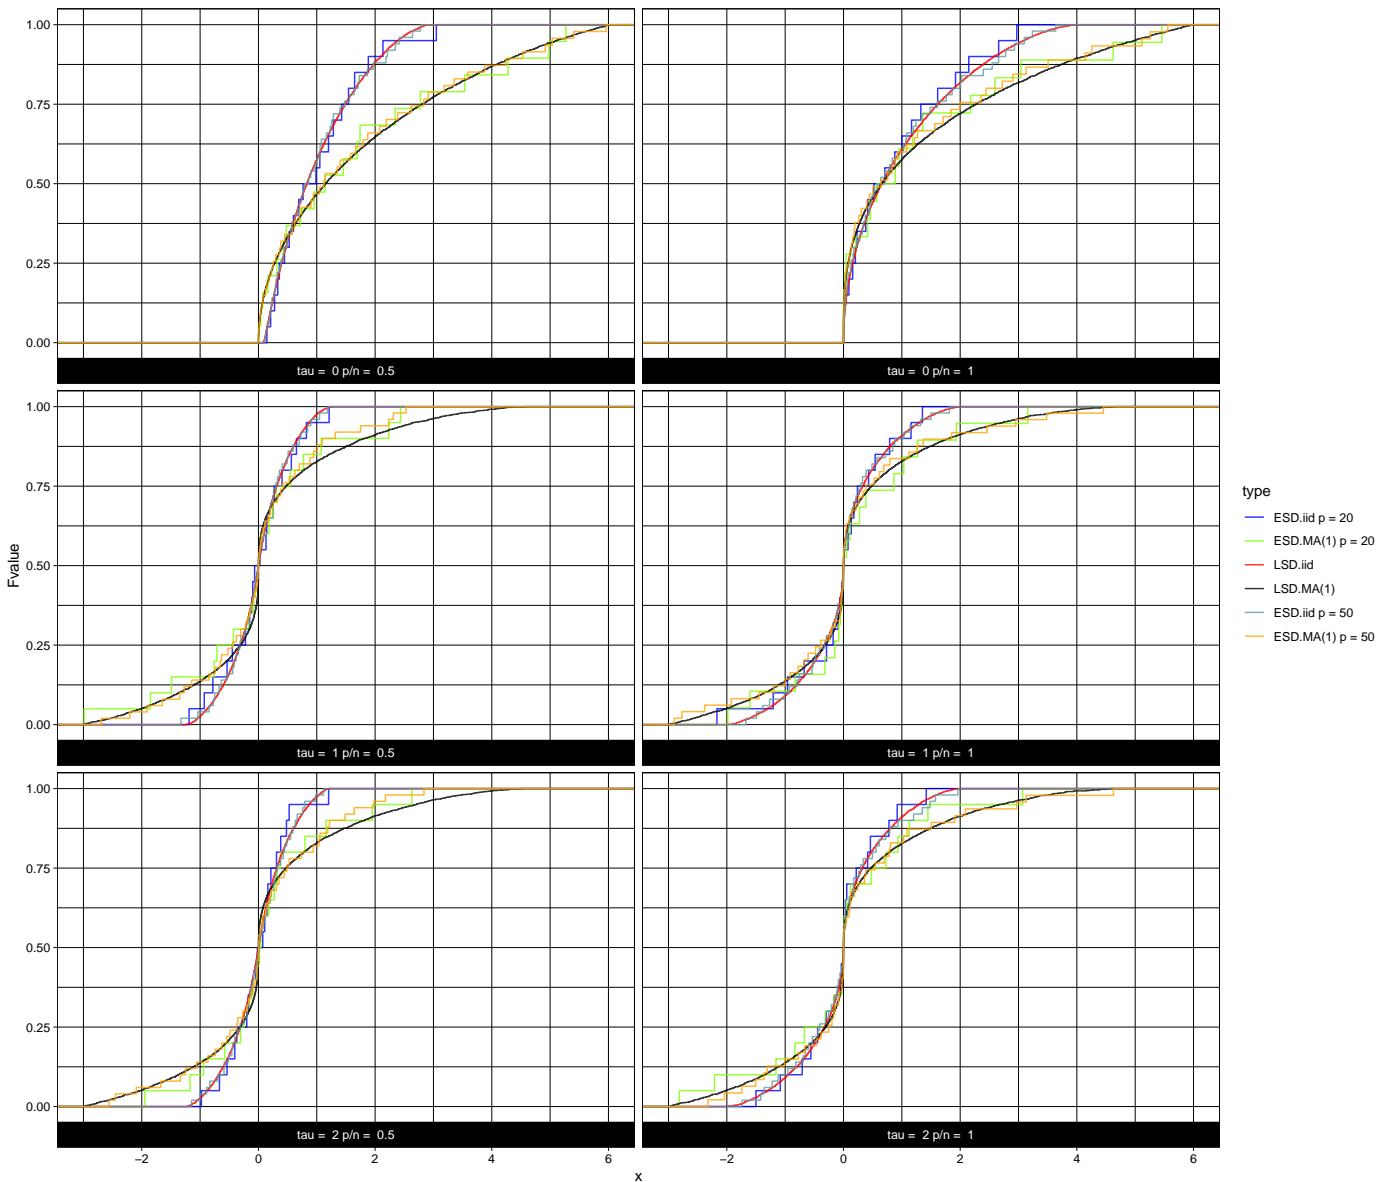 1.00
0.75
0.50
0.25
0.00
tau = 0 p/n = 0.5
tau = 0 p/n = 1
1.00
0.75
0.50
0.25
0.00
tau = 1 p/n = 0.5
tau = 1 p/n = 1
Fvalue
1.00
0.75
0.50
0.25
0.00
tau = 2 p/n = 0.5
tau = 2 p/n = 1
−2 0 2 4 6
−2 0 2 4 6
x
type
ESD.iid p = 20
ESD.MA(1) p = 20
LSD.iid
LSD.MA(1)
ESD.iid p = 50
ESD.MA(1) p = 50